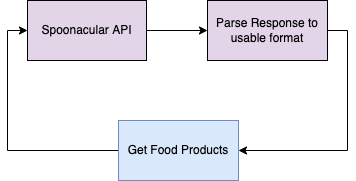 Spoonacular API
Parse Response to
usable format
Get Food Products